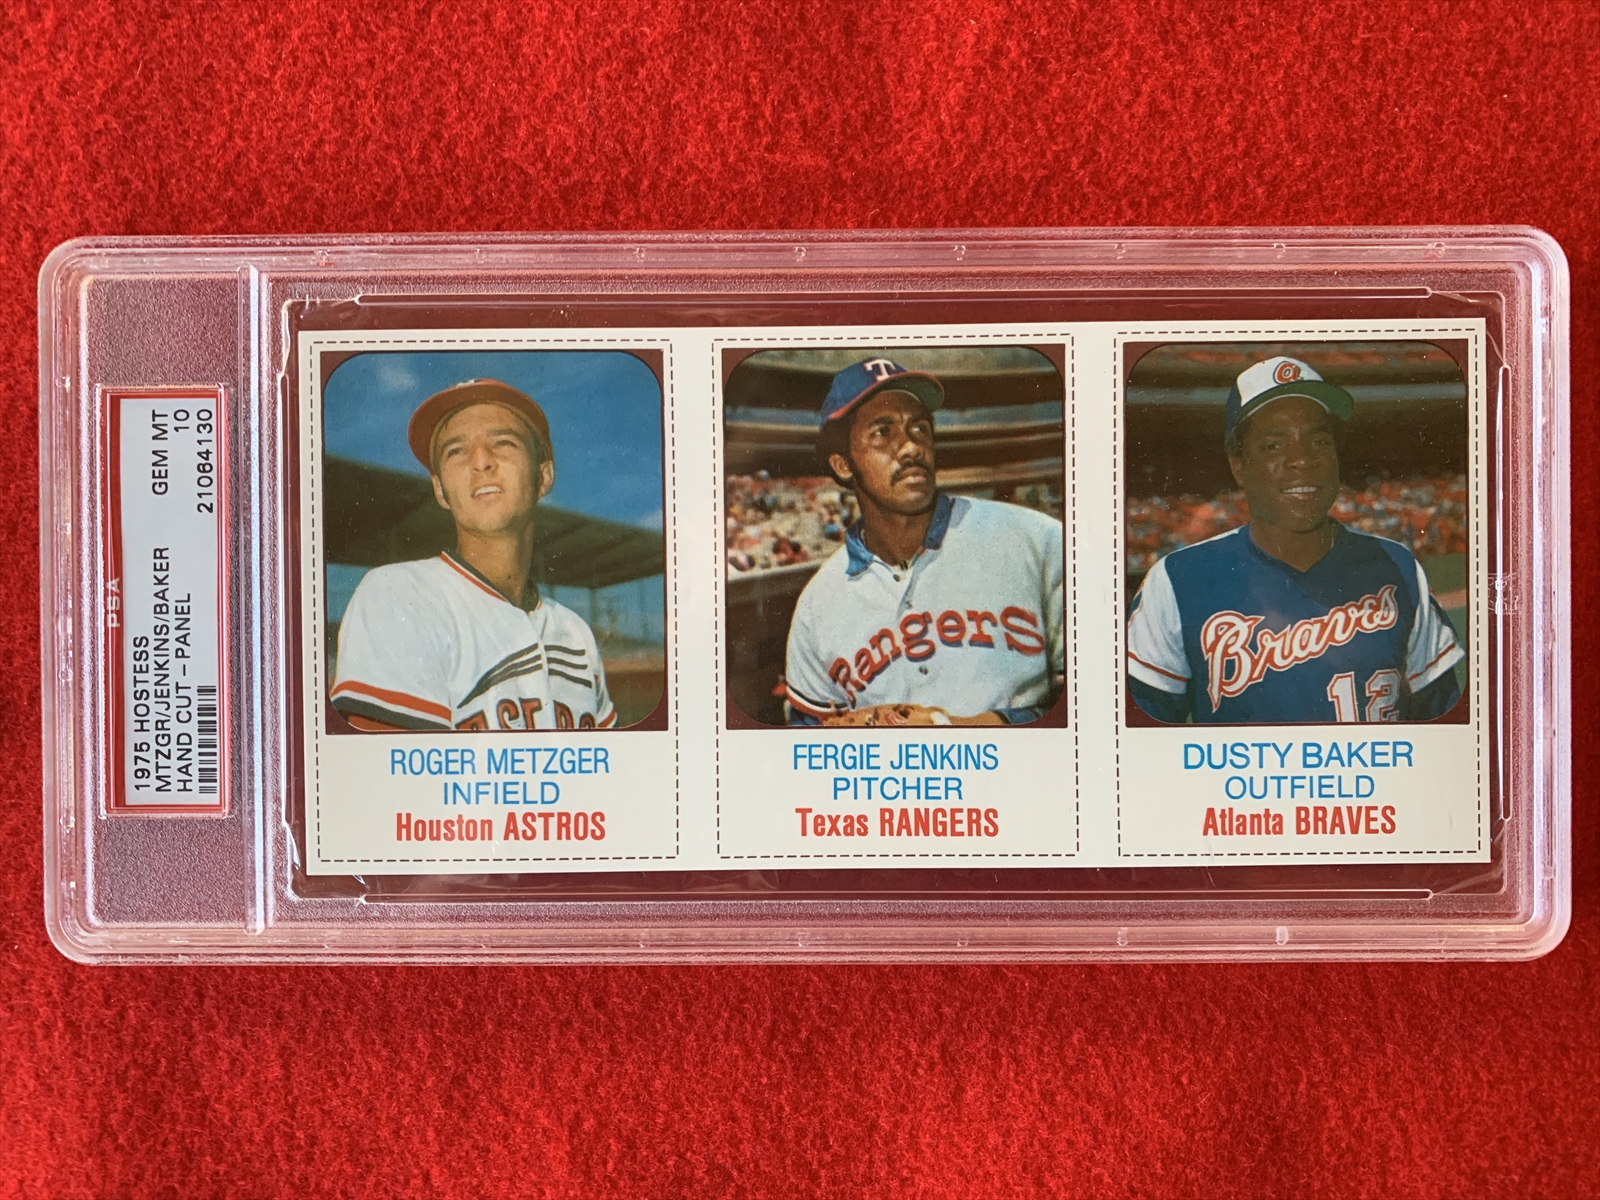 1975 HOSTESS
MTZGR/JENKINS/BAKER
HAND CUT - PANEL
GEM MT
10
21064130
PSA
T
a
ASTRO
Rangers
Braves
12
ROGER METZGER
INFIELD
Houston ASTROS
FERGIE JENKINS
PITCHER
Texas RANGERS
DUSTY BAKER
OUTFIELD
Atlanta BRAVES